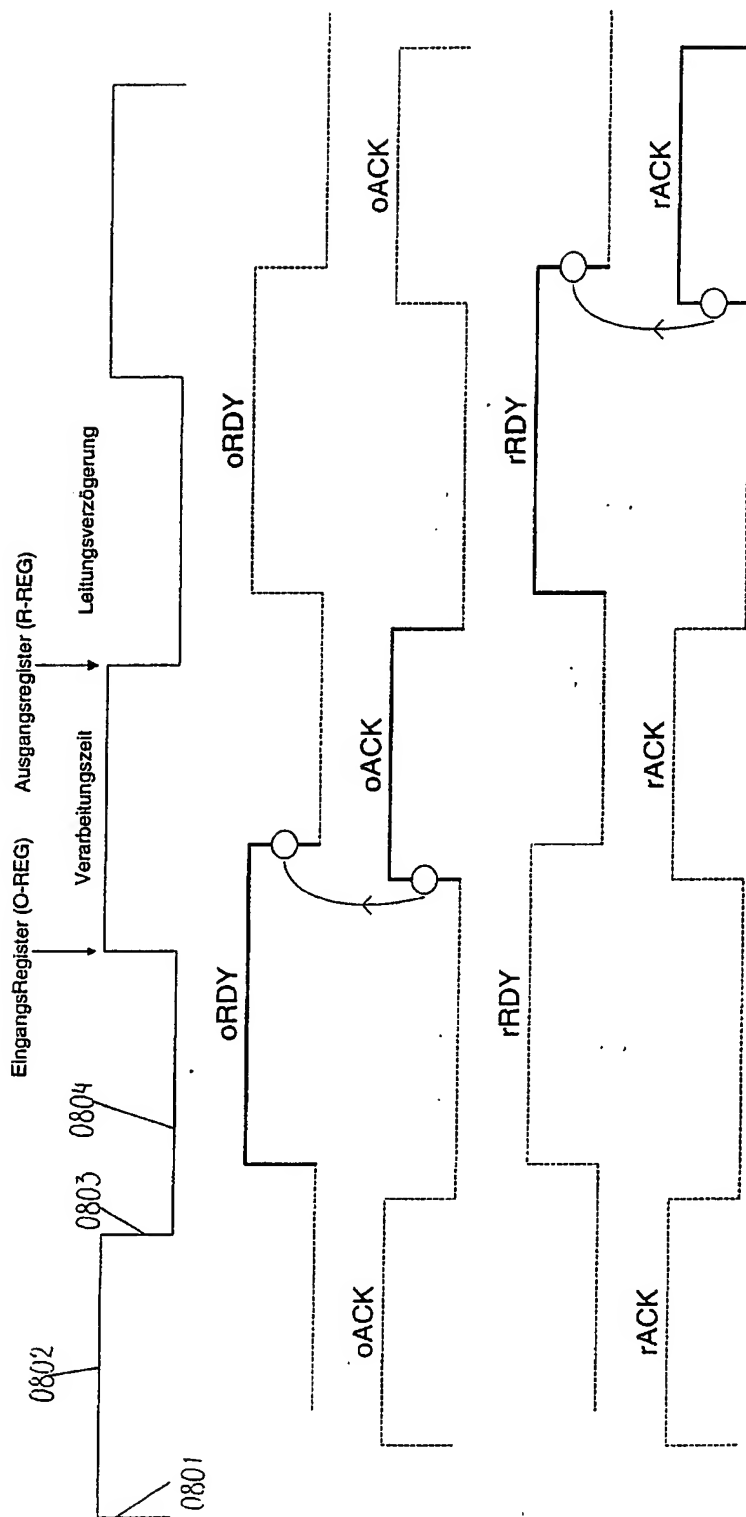 EingangsRegister (O-REG)
Ausgangsregister (R-REG)
Verarbeitungszeit
Leitungsverzögerung
0801
0802
0803
0804
oRDY
oRDY
oACK
oACK
oACK
rRDY
rRDY
rACK
rACK
rACK